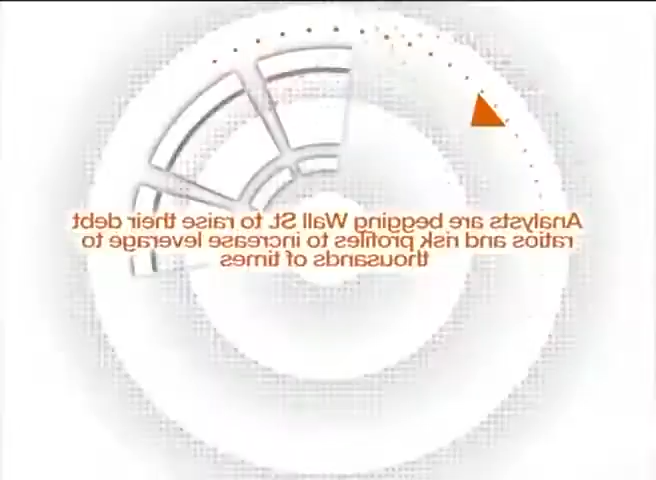 Analysts are begging Wall St. to raise their debt
ratios and risk profiles to increase leverage to
thousands of times